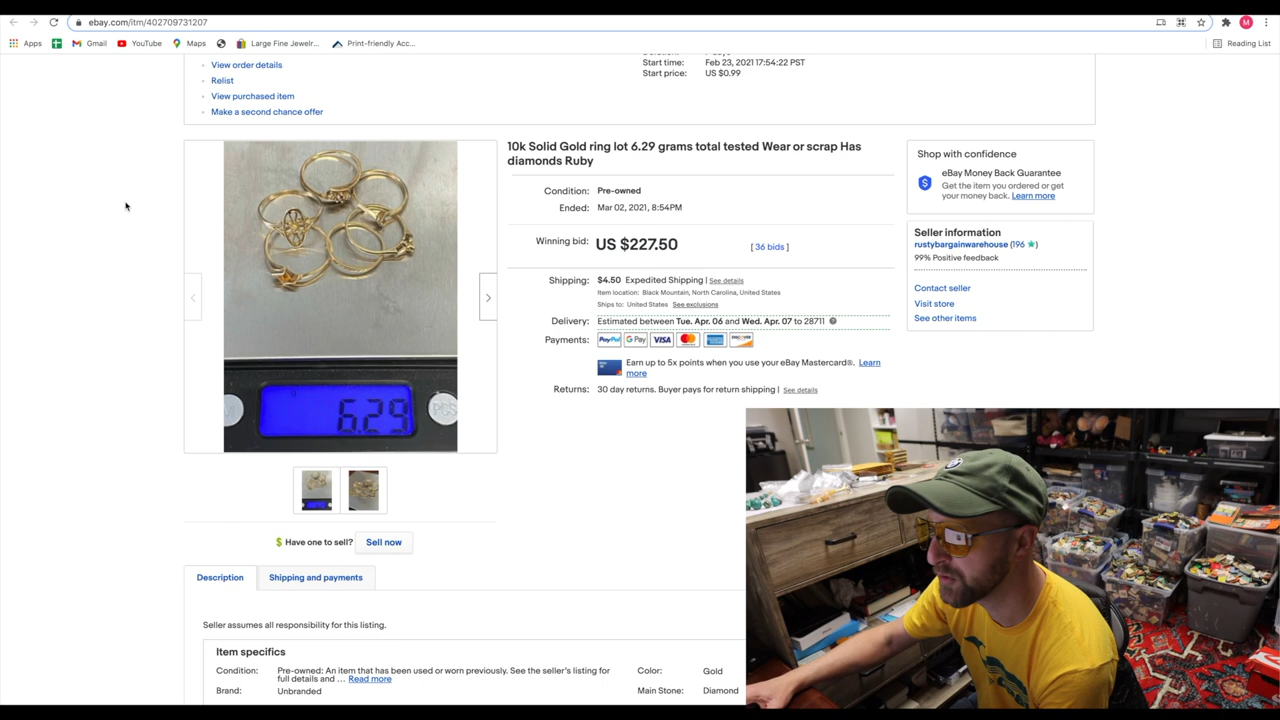 ebay.com/itm/402709731207
M
Apps
Gmail
YouTube
Maps
Large Fine Jewelr...
Print-friendly Acc...
Reading List
View order details
Relist
View purchased item
Make a second chance offer
Start time: Feb 23, 2021 17:54:22 PST
Start price: US $0.99
10k Solid Gold ring lot 6.29 grams total tested Wear or scrap Has
diamonds Ruby
Condition: Pre-owned
Ended: Mar 02, 2021, 8:54PM
Winning bid: US $227.50 [ 36 bids ]
Shipping: $4.50 Expedited Shipping | See details
Item location: Black Mountain, North Carolina, United States
Ships to: United States See exclusions
Delivery: Estimated between Tue. Apr. 06 and Wed. Apr. 07 to 28711
Payments: PayPal G Pay VISA
Earn up to 5x points when you use your eBay Mastercard®. Learn
more
Returns: 30 day returns. Buyer pays for return shipping | See details
Shop with confidence
eBay Money Back Guarantee
Get the item you ordered or get
your money back. Learn more
Seller information
rustybargainwarehouse (196 ★)
99% Positive feedback
Contact seller
Visit store
See other items
6.29
PCS
Have one to sell? Sell now
Description
Shipping and payments
Seller assumes all responsibility for this listing.
Item specifics
Condition: Pre-owned: An item that has been used or worn previously. See the seller's listing for
full details and ... Read more
Color: Gold
Brand: Unbranded
Main Stone: Diamond